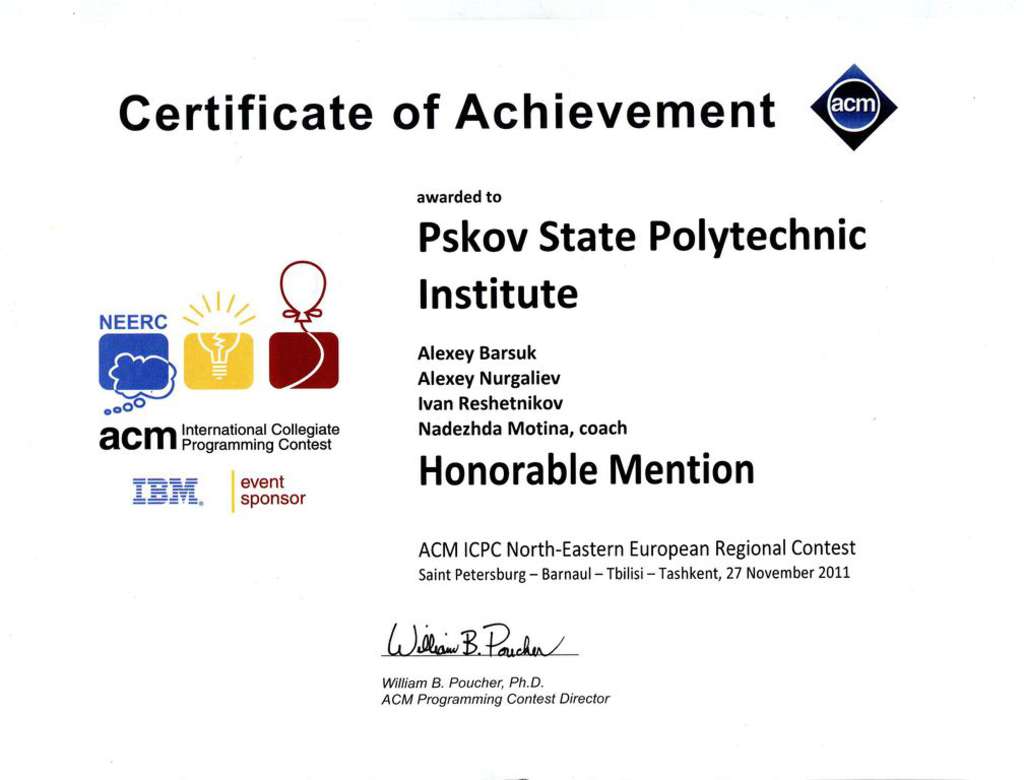 Certificate of Achievement
acm
awarded to
Pskov State Polytechnic
Institute
Alexey Barsuk
Alexey Nurgaliev
Ivan Reshetnikov
Nadezhda Motina, coach
Honorable Mention
NEERC
acm International Collegiate
Programming Contest
IBM® event
sponsor
ACM ICPC North-Eastern European Regional Contest
Saint Petersburg – Barnaul – Tbilisi – Tashkent, 27 November 2011
William B. Poucher
William B. Poucher, Ph.D.
ACM Programming Contest Director